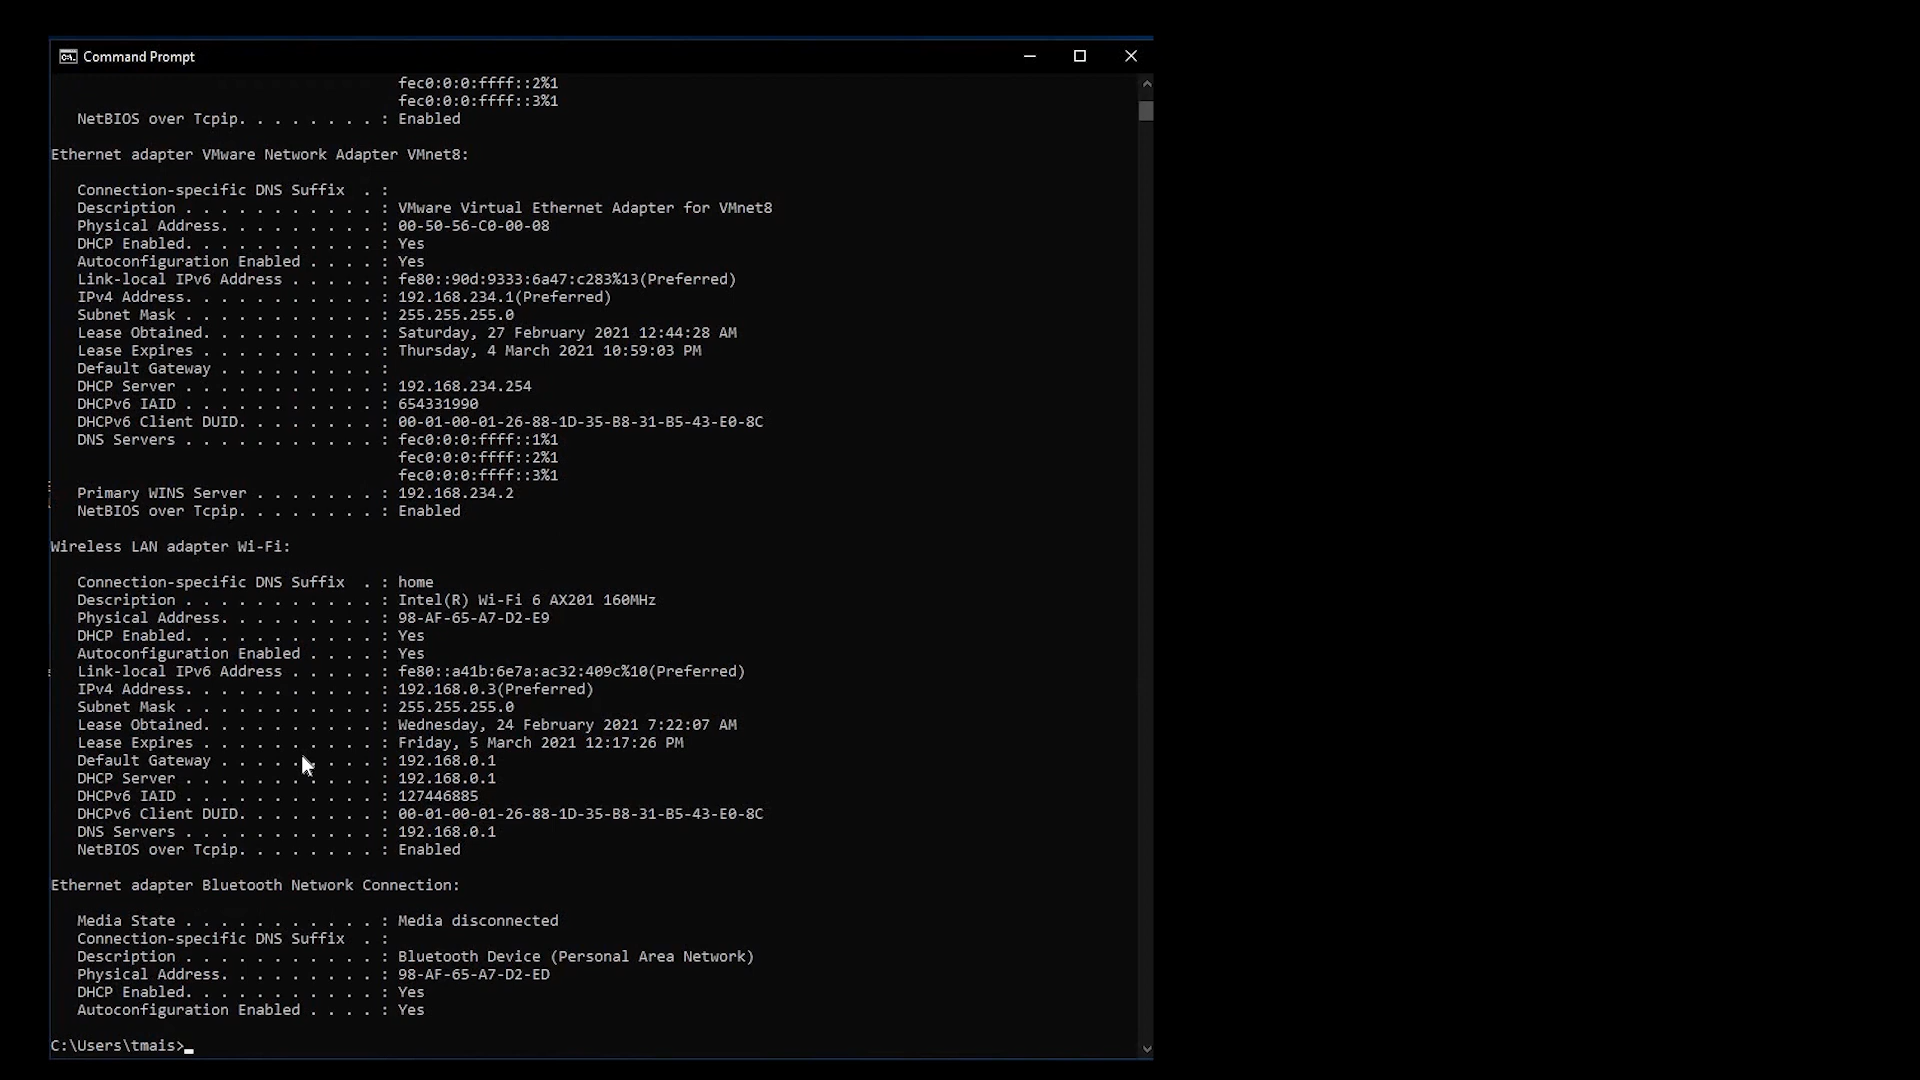 Command Prompt
fec0:0:0:ffff::2%1
fec0:0:0:ffff::3%1
NetBIOS over Tcpip. . . . . . . . : Enabled
Ethernet adapter VMware Network Adapter VMnet8:
Connection-specific DNS Suffix  . :
Description . . . . . . . . . . . : VMware Virtual Ethernet Adapter for VMnet8
Physical Address. . . . . . . . . : 00-50-56-C0-00-08
DHCP Enabled. . . . . . . . . . . : Yes
Autoconfiguration Enabled . . . . : Yes
Link-local IPv6 Address . . . . . : fe80::90d:9333:6a47:c283%13(Preferred)
IPv4 Address. . . . . . . . . . . : 192.168.234.1(Preferred)
Subnet Mask . . . . . . . . . . . : 255.255.255.0
Lease Obtained. . . . . . . . . . : Saturday, 27 February 2021 12:44:28 AM
Lease Expires . . . . . . . . . . : Thursday, 4 March 2021 10:59:03 PM
Default Gateway . . . . . . . . . :
DHCP Server . . . . . . . . . . . : 192.168.234.254
DHCPv6 IAID . . . . . . . . . . . : 654331990
DHCPv6 Client DUID. . . . . . . . : 00-01-00-01-26-88-1D-35-B8-31-B5-43-E0-8C
DNS Servers . . . . . . . . . . . : fec0:0:0:ffff::1%1
fec0:0:0:ffff::2%1
fec0:0:0:ffff::3%1
Primary WINS Server . . . . . . . : 192.168.234.2
NetBIOS over Tcpip. . . . . . . . : Enabled
Wireless LAN adapter Wi-Fi:
Connection-specific DNS Suffix  . : home
Description . . . . . . . . . . . : Intel(R) Wi-Fi 6 AX201 160MHz
Physical Address. . . . . . . . . : 98-AF-65-A7-D2-E9
DHCP Enabled. . . . . . . . . . . : Yes
Autoconfiguration Enabled . . . . : Yes
Link-local IPv6 Address . . . . . : fe80::a41b:6e7a:ac32:409c%10(Preferred)
IPv4 Address. . . . . . . . . . . : 192.168.0.3(Preferred)
Subnet Mask . . . . . . . . . . . : 255.255.255.0
Lease Obtained. . . . . . . . . . : Wednesday, 24 February 2021 7:22:07 AM
Lease Expires . . . . . . . . . . : Friday, 5 March 2021 12:17:26 PM
Default Gateway . . . . . . . . . : 192.168.0.1
DHCP Server . . . . . . . . . . . : 192.168.0.1
DHCPv6 IAID . . . . . . . . . . . : 127446885
DHCPv6 Client DUID. . . . . . . . : 00-01-00-01-26-88-1D-35-B8-31-B5-43-E0-8C
DNS Servers . . . . . . . . . . . : 192.168.0.1
NetBIOS over Tcpip. . . . . . . . : Enabled
Ethernet adapter Bluetooth Network Connection:
Media State . . . . . . . . . . . : Media disconnected
Connection-specific DNS Suffix  . :
Description . . . . . . . . . . . : Bluetooth Device (Personal Area Network)
Physical Address. . . . . . . . . : 98-AF-65-A7-D2-ED
DHCP Enabled. . . . . . . . . . . : Yes
Autoconfiguration Enabled . . . . : Yes
C:\Users\tmais>